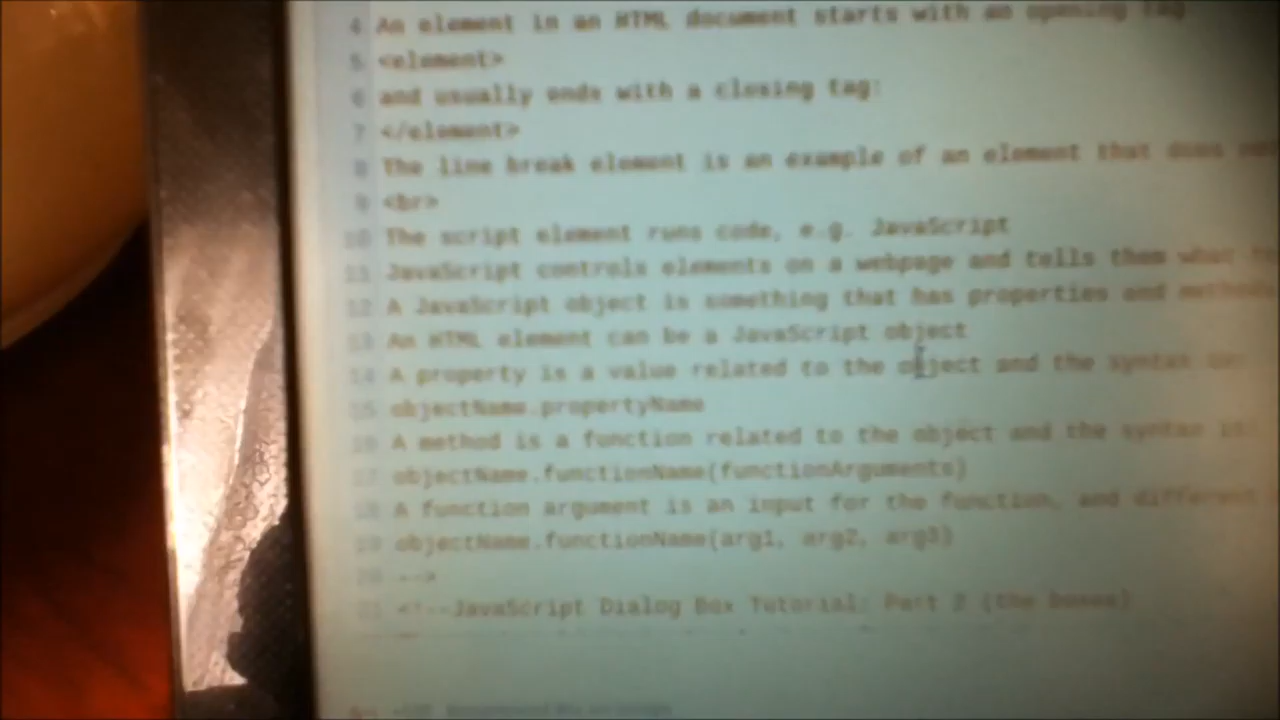 4 An element in an HTML document starts with an opening tag
5 <element>
6 and usually ends with a closing tag:
7 </element>
8 The line break element is an example of an element that does
9 <br>
10 The script element runs code, e.g. JavaScript
11 JavaScript controls elements on a webpage and tells them what
12 A JavaScript object is something that has properties and
13 An HTML element can be a JavaScript object
14 A property is a value related to the object and the syntax
15 objectName.propertyName
16 A method is a function related to the object and the syntax is:
17 objectName.functionName(functionArguments)
18 A function argument is an input for the function, and different
19 objectName.functionName(arg1, arg2, arg3)
20 -->
21 <!--JavaScript Dialog Box Tutorial: Part 2 (the boxes)